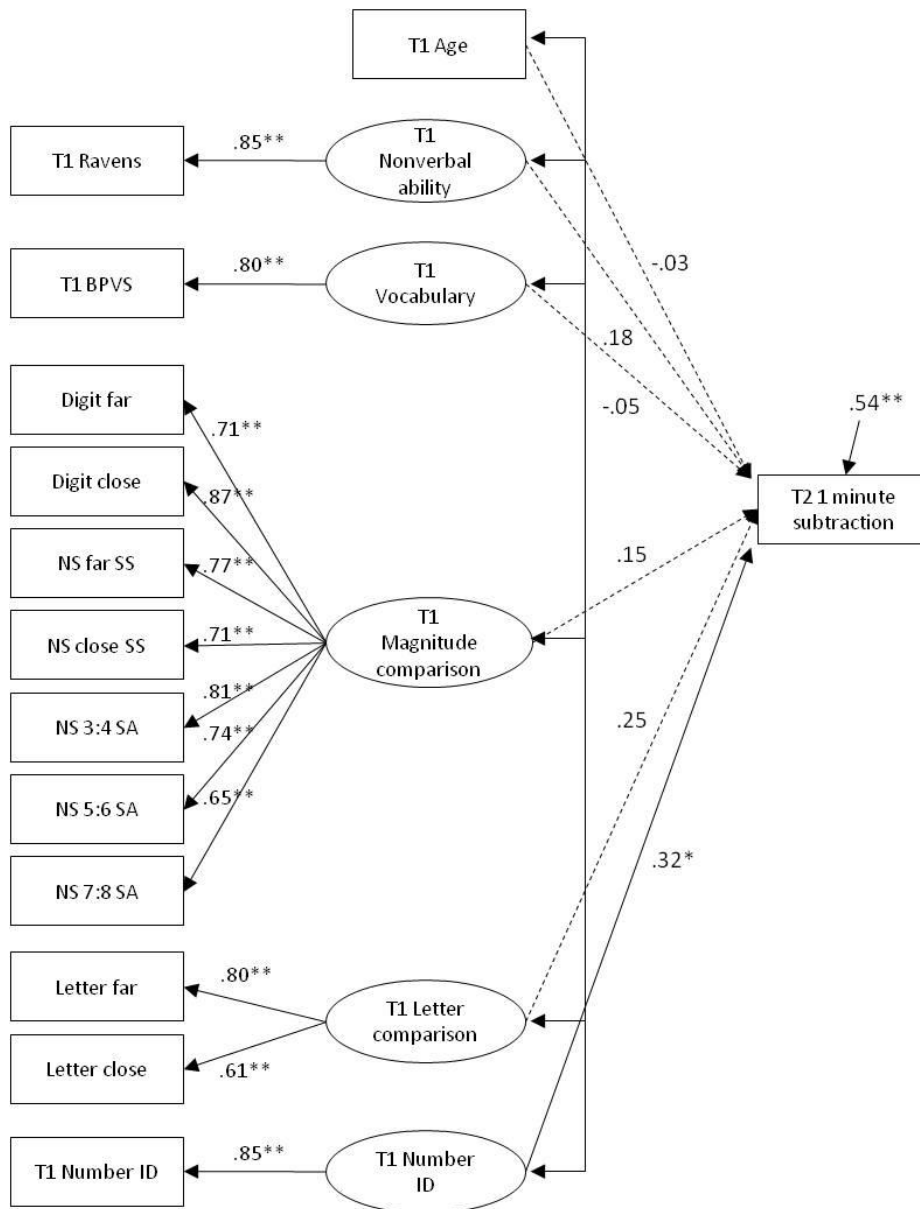 T1 Age
T1 Ravens
.85**
T1
Nonverbal
ability
T1 BPVS
.80**
T1
Vocabulary
-.03
.18
-.05
Digit far
.71**
Digit close
.87**
NS far SS
.77**
NS close SS
.71**
NS 3:4 SA
.81**
NS 5:6 SA
.74**
NS 7:8 SA
.65**
T1
Magnitude
comparison
.15
.54**
T2 1 minute
subtraction
.25
.32*
Letter far
.80**
Letter close
.61**
T1 Letter
comparison
T1 Number ID
.85**
T1 Number
ID